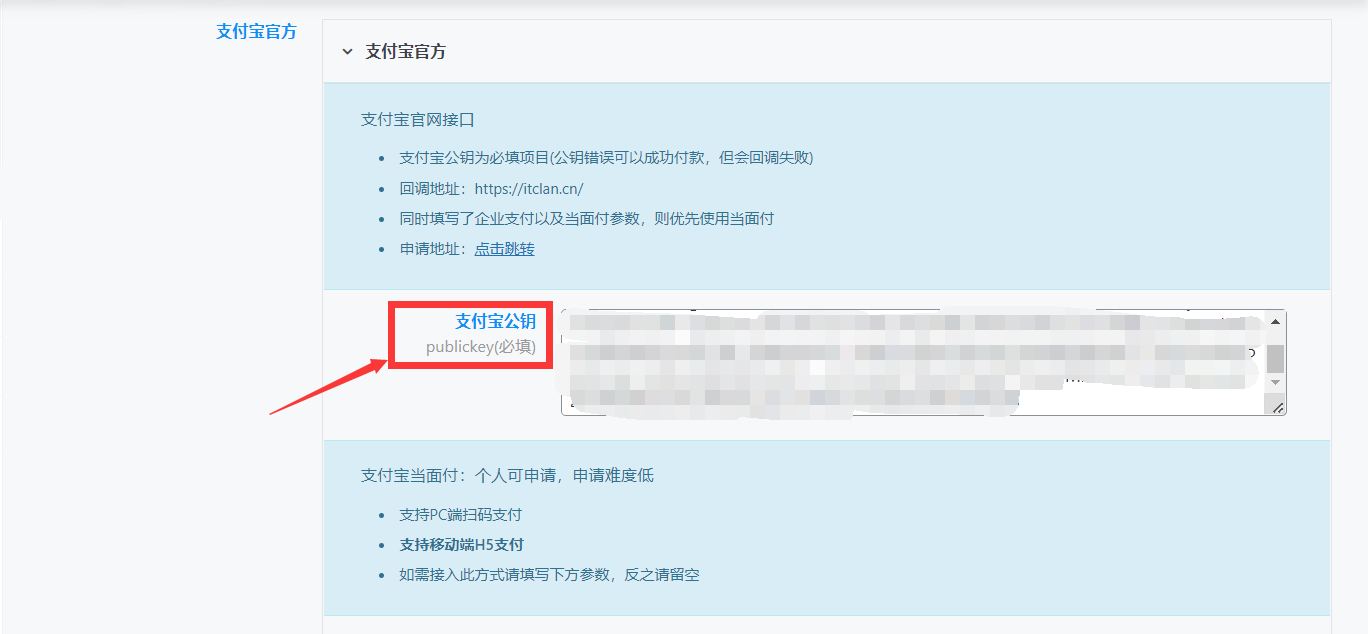 支付宝官方
支付宝官方
支付宝官网接口
支付宝公钥为必填项目(公钥错误可以成功付款，但会回调失败)
回调地址：https://itclan.cn/
同时填写了企业支付以及当面付参数，则优先使用当面付
申请地址：点击跳转
支付宝公钥
publickey(必填)
支付宝当面付：个人可申请，申请难度低
支持PC端扫码支付
支持移动端H5支付
如需接入此方式请填写下方参数，反之请留空